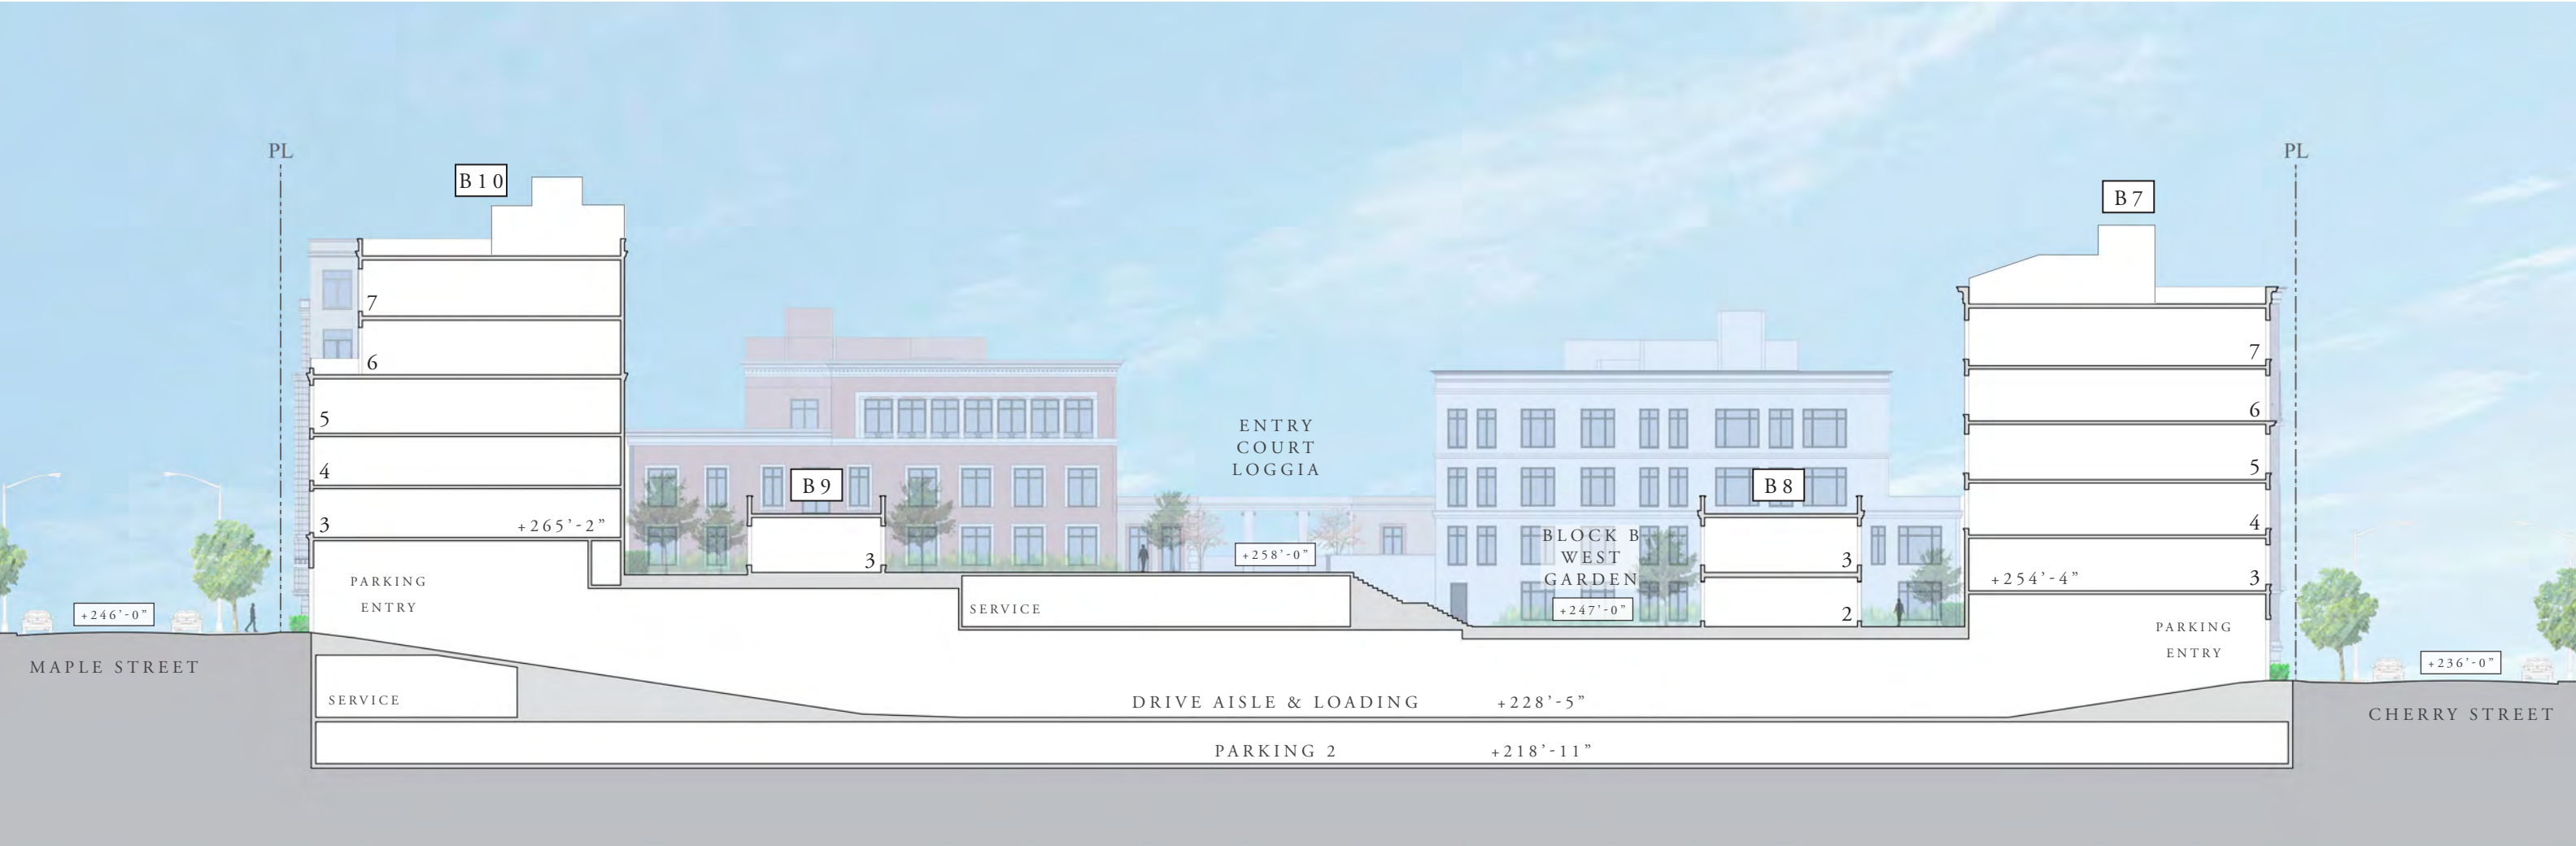 PL
PL
B10
B7
7
6
5
4
3
+265'-2"
PARKING
ENTRY
+246'-0"
MAPLE STREET
SERVICE
B9
3
SERVICE
ENTRY
COURT
LOGGIA
+258'-0"
BLOCK B
WEST
GARDEN
+247'-0"
B8
3
2
7
6
5
4
3
+254'-4"
PARKING
ENTRY
+236'-0"
CHERRY STREET
DRIVE AISLE & LOADING +228'-5"
PARKING 2 +218'-11"